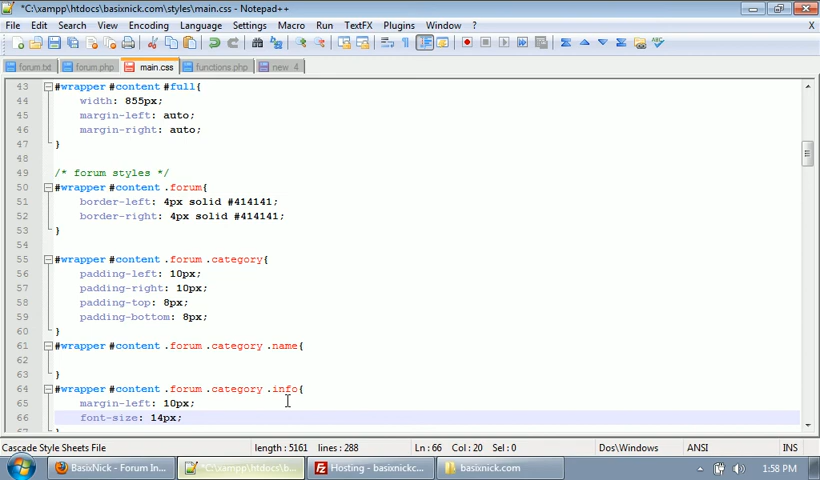 *C:\xampp\htdocs\basixnick.com\styles\main.css - Notepad++
File Edit Search View Encoding Language Settings Macro Run TextFX Plugins Window ? X
forum.txt forum.php main.css functions.php new 4
43 #wrapper #content #full{
44 width: 855px;
45 margin-left: auto;
46 margin-right: auto;
47 }
48
49 /* forum styles */
50 #wrapper #content .forum{
51 border-left: 4px solid #414141;
52 border-right: 4px solid #414141;
53 }
54
55 #wrapper #content .forum .category{
56 padding-left: 10px;
57 padding-right: 10px;
58 padding-top: 8px;
59 padding-bottom: 8px;
60 }
61 #wrapper #content .forum .category .name{
62
63 }
64 #wrapper #content .forum .category .info{
65 margin-left: 10px;
66 font-size: 14px;
67 }
Cascade Style Sheets File length : 5161 lines : 288 Ln : 66 Col : 20 Sel : 0 Dos\Windows ANSI INS
BasixNick - Forum In... *C:\xampp\htdocs\b... Hosting - basixnickc... basixnick.com 1:58 PM